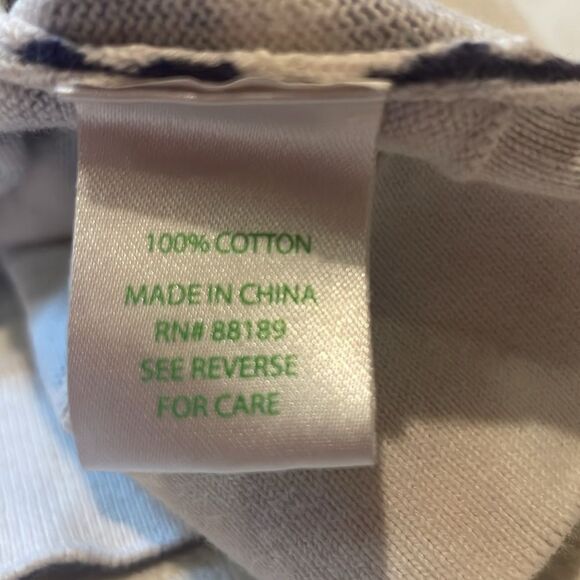 100% COTTON
MADE IN CHINA
RN# 88189
SEE REVERSE
FOR CARE